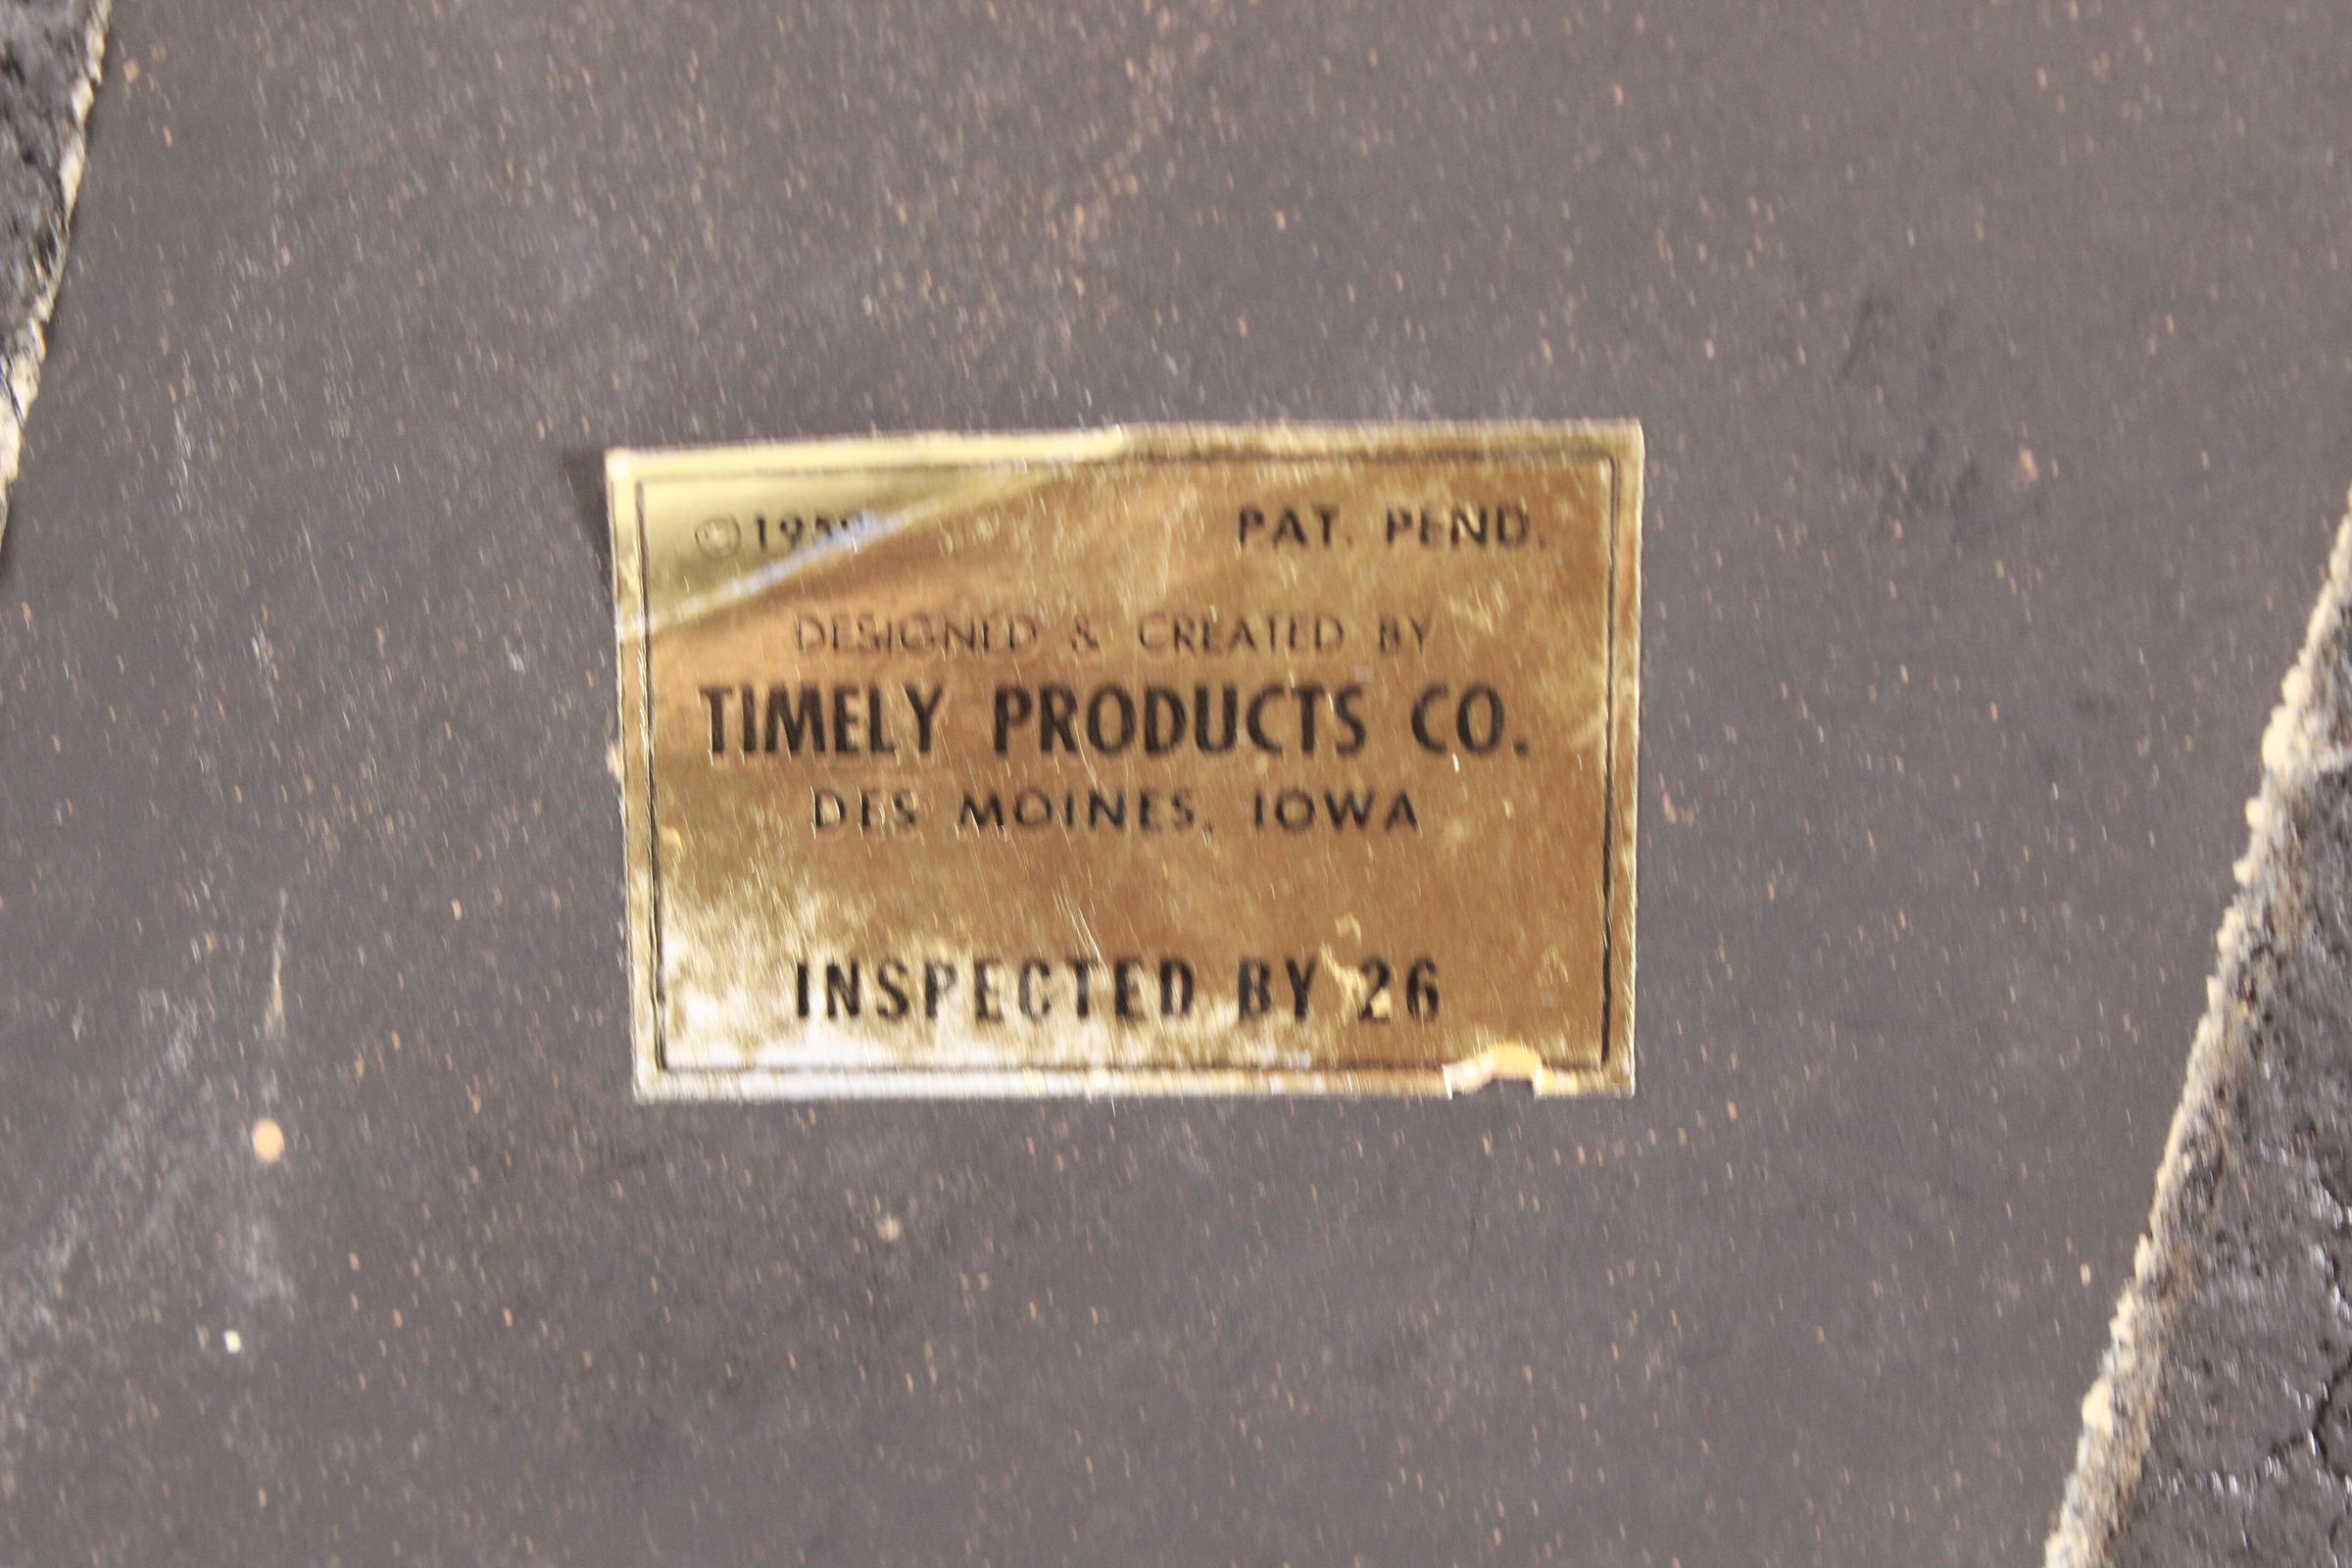 PAT. PEND.
DESIGNED & CREATED BY
TIMELY PRODUCTS CO.
DES MOINES, IOWA
INSPECTED BY 26